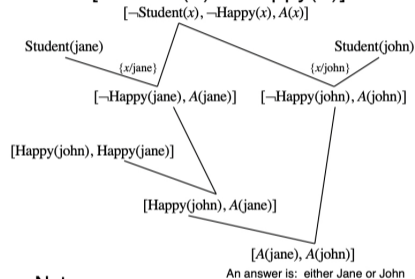 [¬Student(x), ¬Happy(x), A(x)]
Student(jane) Student(john)
{x/jane} {x/john}
[¬Happy(jane), A(jane)] [¬Happy(john), A(john)]
[Happy(john), Happy(jane)]
[Happy(john), A(jane)]
[A(jane), A(john)]
An answer is: either Jane or John